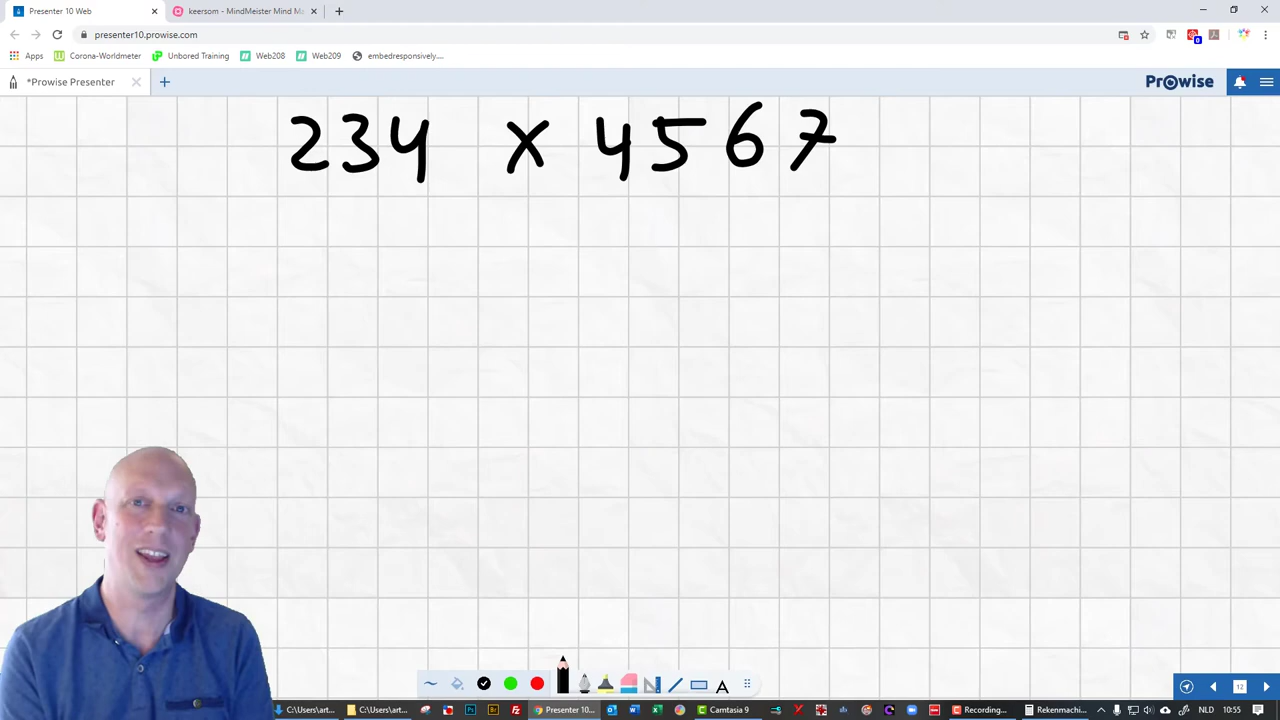 Presenter 10 Web
keersom - MindMeister Mind Ma
presenter10.prowise.com
Apps Corona-Worldmeter Unbored Training Web208 Web209 embedresponsively....
*Prowise Presenter
Prowise
234 x 4567
12
C:\Users\art... C:\Users\art... Presenter 10... Camtasia 9 Recording... Rekenmachi... NLD 10:55